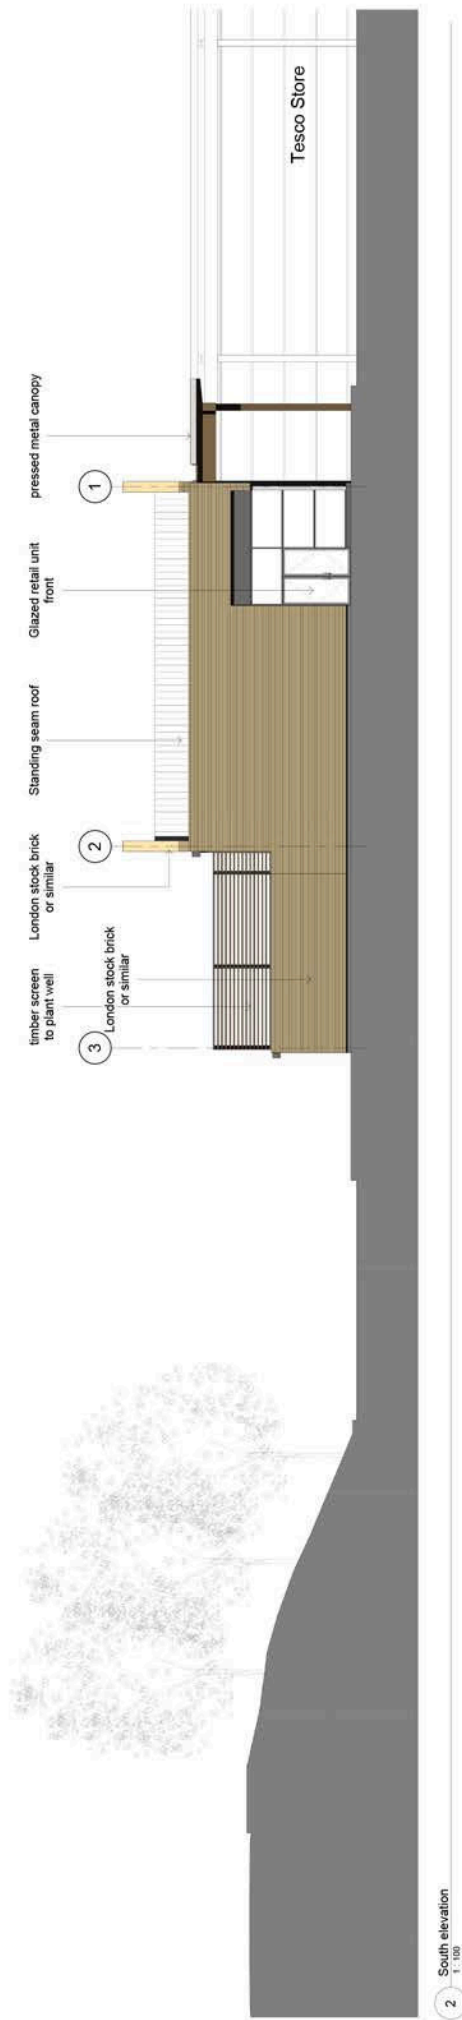 timber screen
to plant well
London stock brick
or similar
London stock brick
or similar
Standing seam roof
Glazed retail unit
front
pressed metal canopy
3
2
1
Tesco Store
2
South elevation
1 : 100